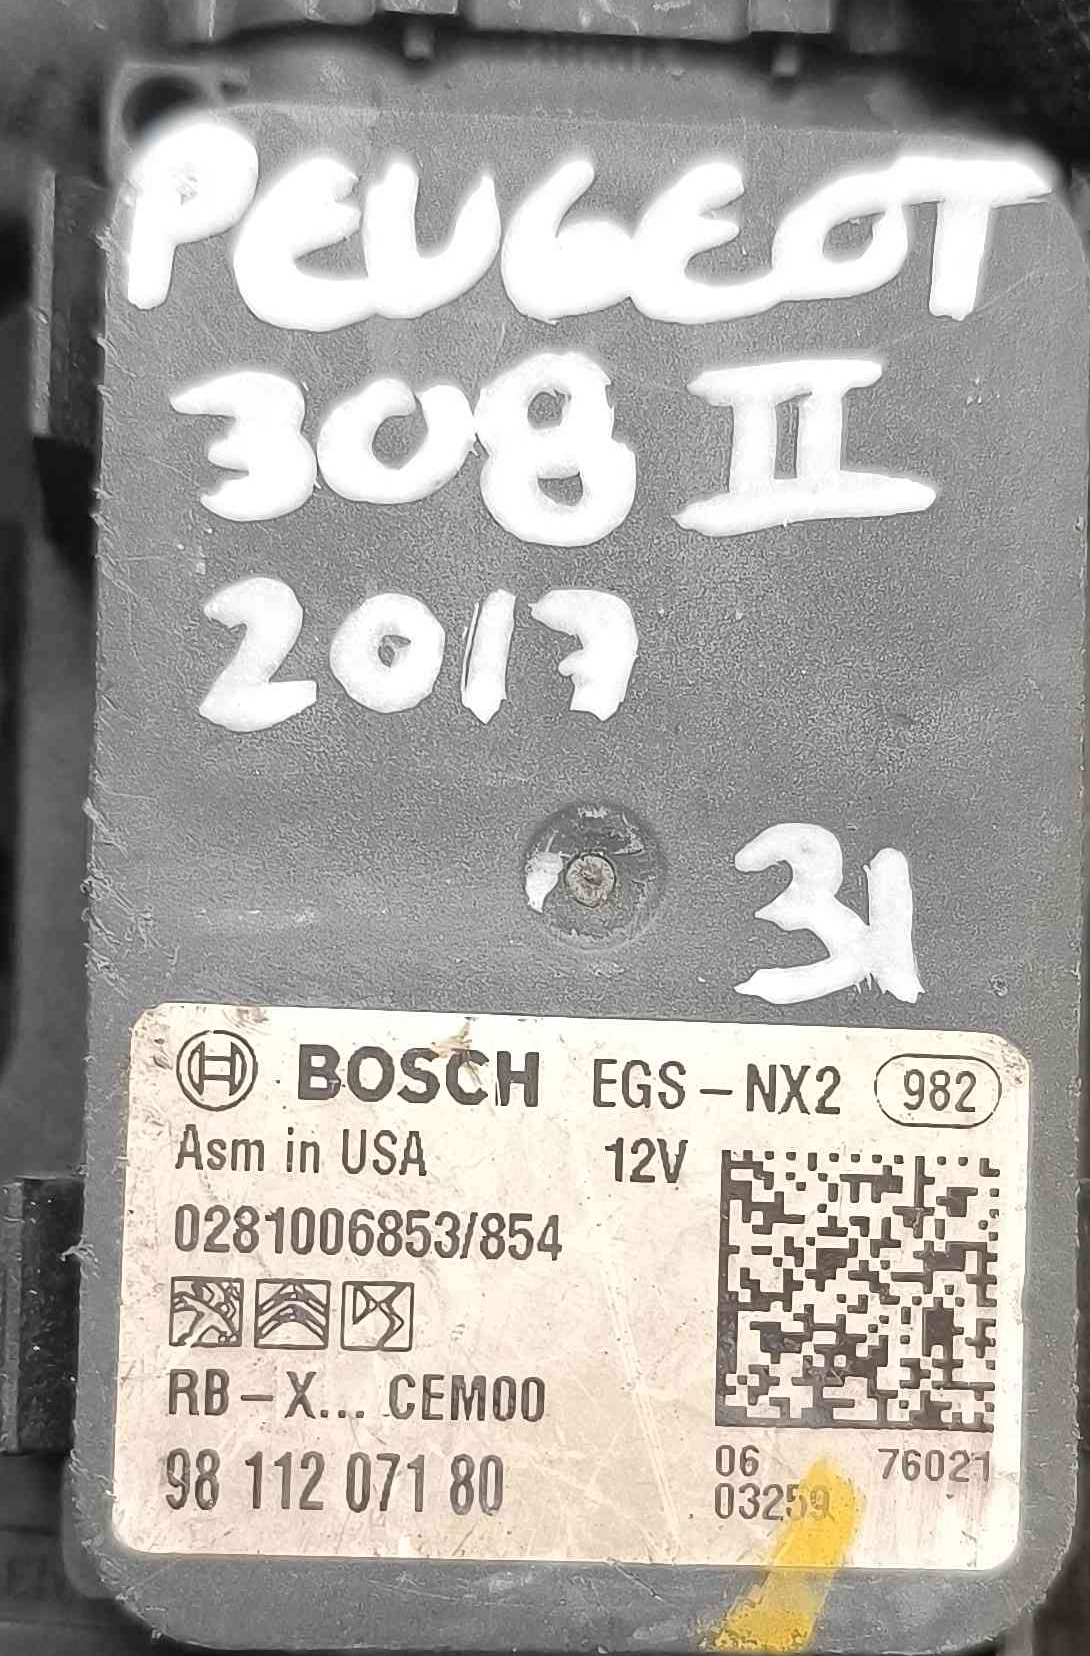 PEUGEOT
308 II
2017
31
BOSCH EGS-NX2 982
Asm in USA 12V
0281006853/854
RB-X... CEM00
98 112 071 80
06 76021
03259